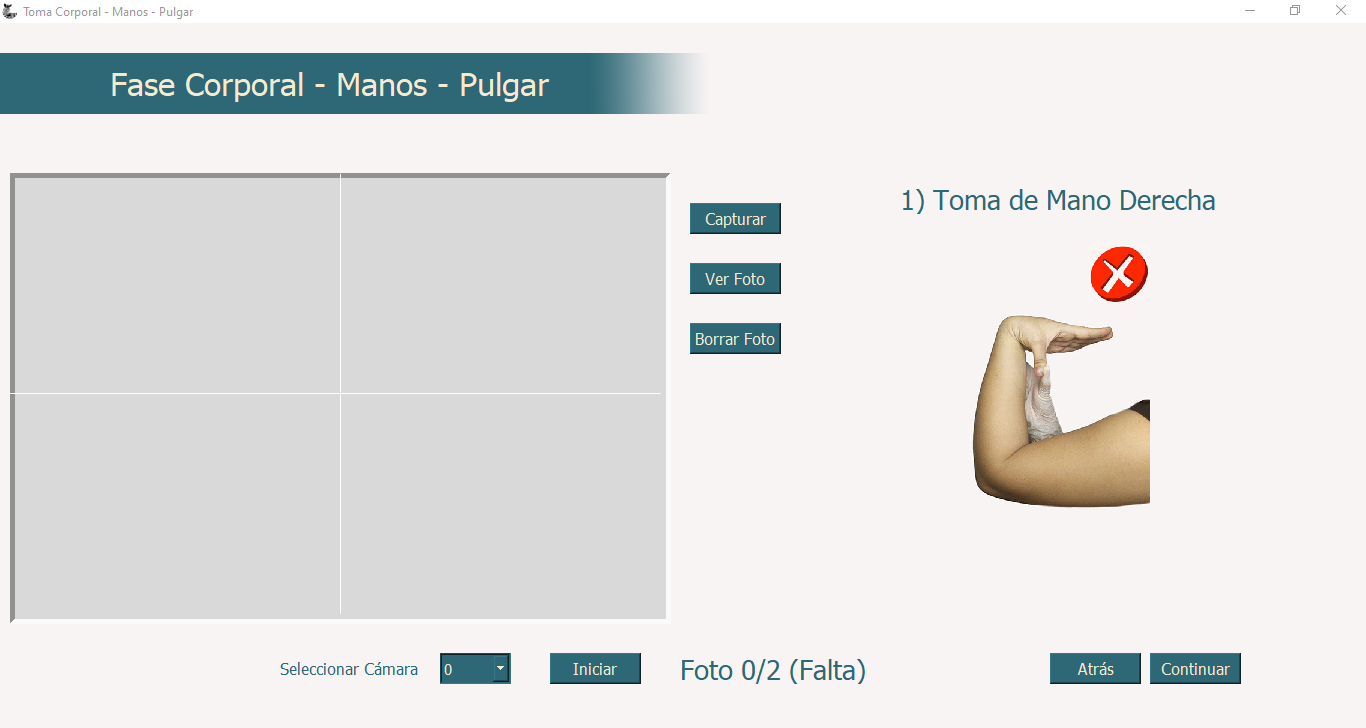 Toma Corporal - Manos - Pulgar
Fase Corporal - Manos - Pulgar
1) Toma de Mano Derecha
Capturar
Ver Foto
Borrar Foto
Seleccionar Cámara
0
Iniciar
Foto 0/2 (Falta)
Atrás
Continuar